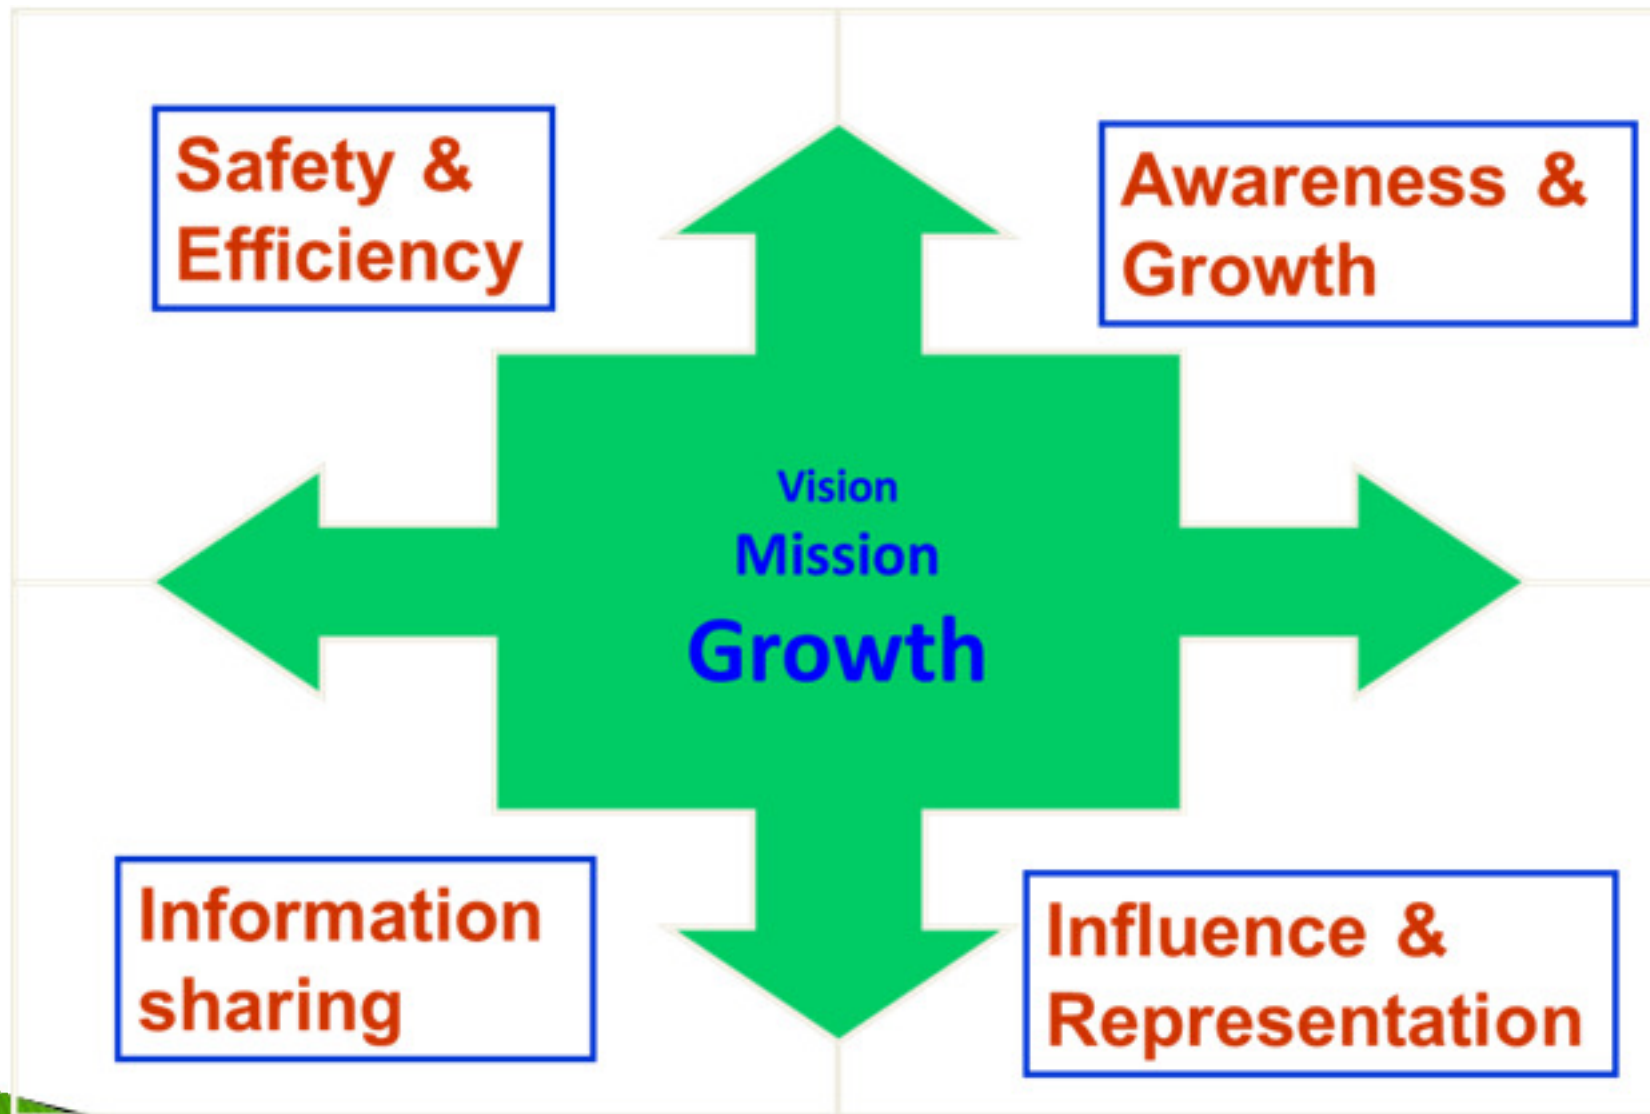 Safety &
Efficiency
Awareness &
Growth
Vision
Mission
Growth
Information
sharing
Influence &
Representation